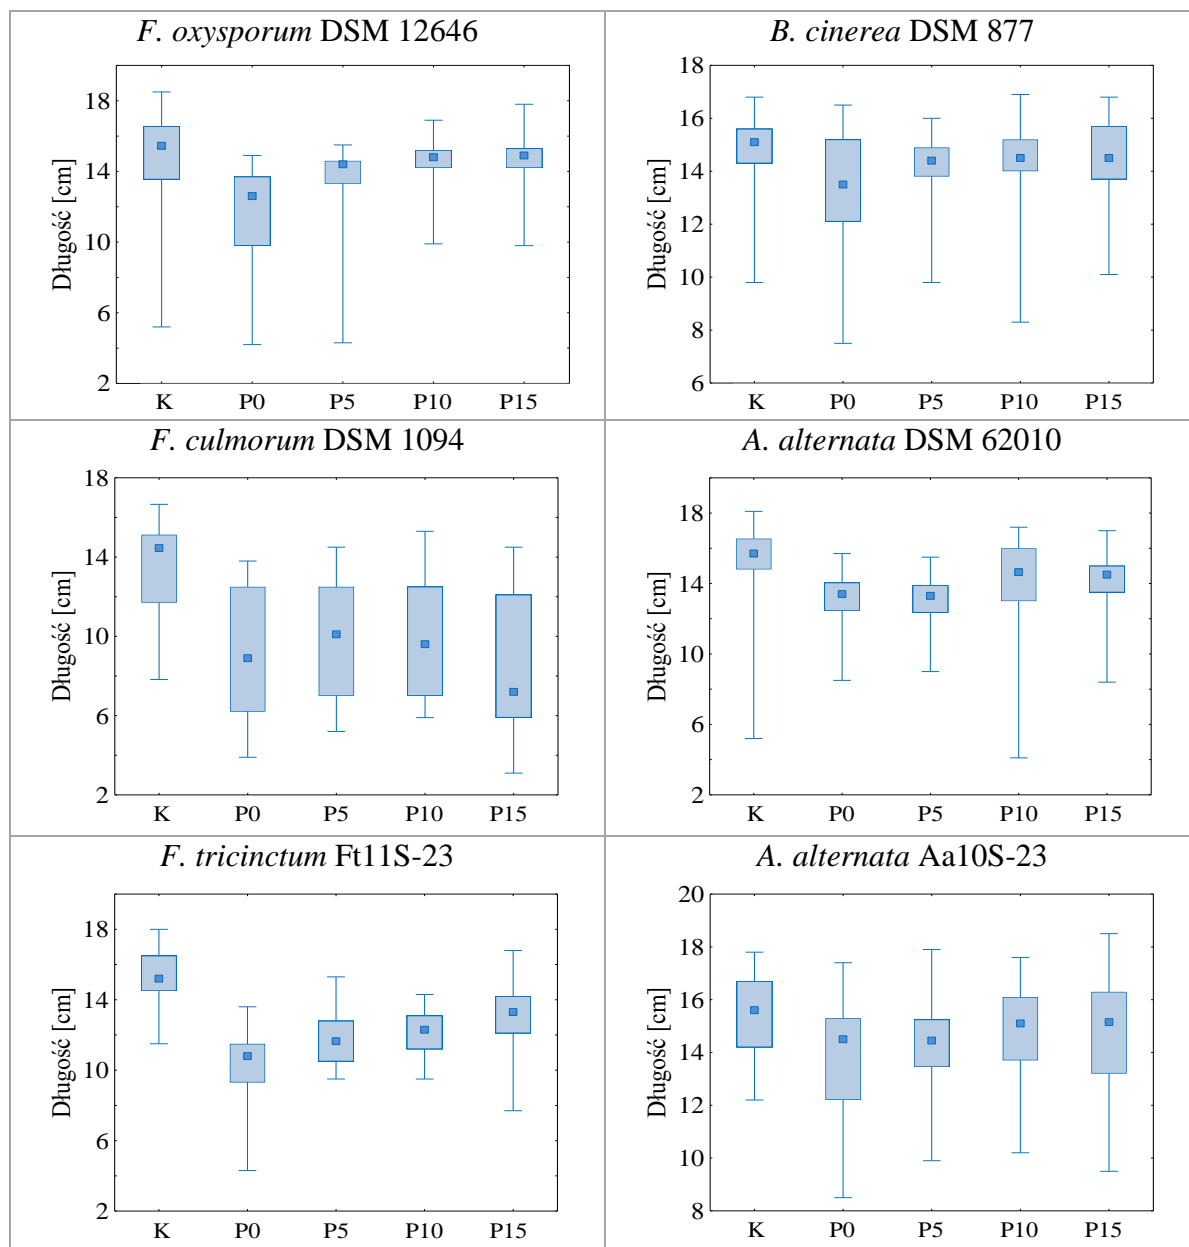 F. oxysporum DSM 12646
Długość [cm]
18
14
10
6
2
K P0 P5 P10 P15
B. cinerea DSM 877
Długość [cm]
18
16
14
12
10
8
6
K P0 P5 P10 P15
F. culmorum DSM 1094
Długość [cm]
18
14
10
6
2
K P0 P5 P10 P15
A. alternata DSM 62010
Długość [cm]
18
14
10
6
2
K P0 P5 P10 P15
F. tricinctum Ft11S-23
Długość [cm]
18
14
10
6
2
K P0 P5 P10 P15
A. alternata Aa10S-23
Długość [cm]
20
18
16
14
12
10
8
K P0 P5 P10 P15